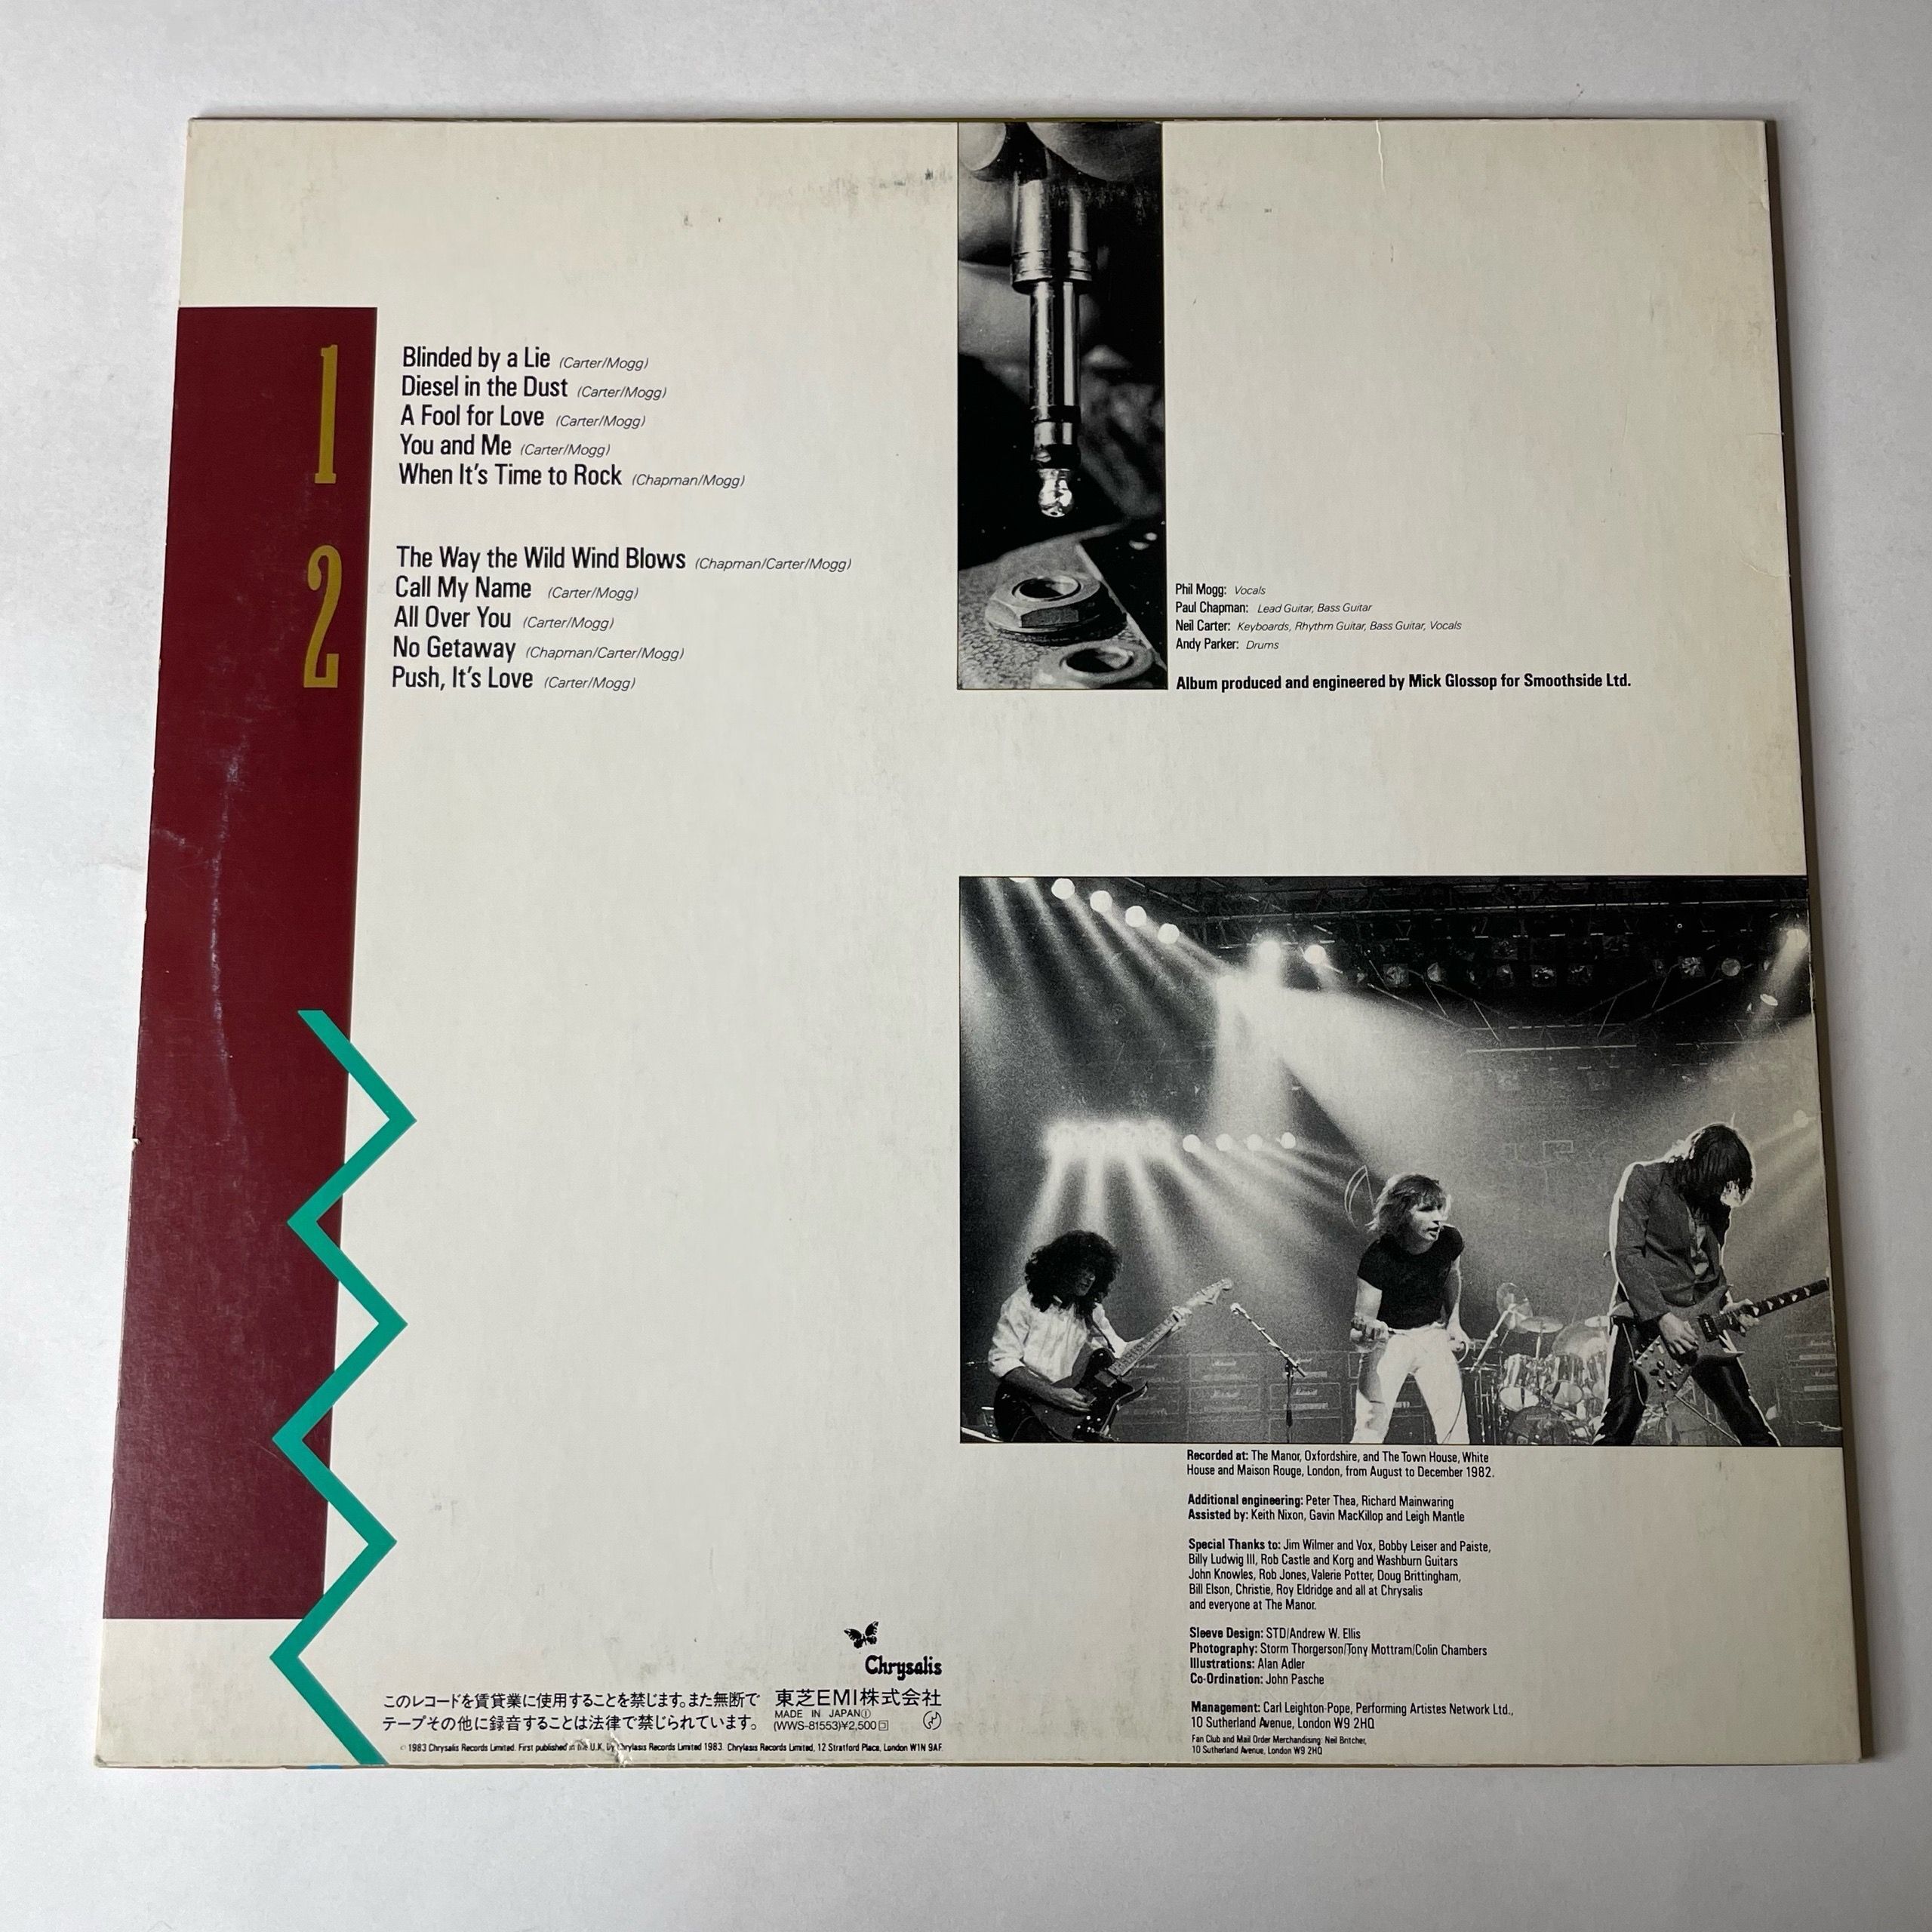 1
Blinded by a Lie (Carter/Mogg)
Diesel in the Dust (Carter/Mogg)
A Fool for Love (Carter/Mogg)
You and Me (Carter/Mogg)
When It's Time to Rock (Chapman/Mogg)
2
The Way the Wild Wind Blows (Chapman/Carter/Mogg)
Call My Name (Carter/Mogg)
All Over You (Carter/Mogg)
No Getaway (Chapman/Carter/Mogg)
Push, It's Love (Carter/Mogg)
Phil Mogg: Vocals
Paul Chapman: Lead Guitar, Bass Guitar
Neil Carter: Keyboards, Rhythm Guitar, Bass Guitar, Vocals
Andy Parker: Drums
Album produced and engineered by Mick Glossop for Smoothside Ltd.
Recorded at: The Manor, Oxfordshire, and The Town House, White
House and Maison Rouge, London, from August to December 1982.
Additional engineering: Peter Thea, Richard Mainwaring
Assisted by: Keith Nixon, Gavin MacKillop and Leigh Mantle
Special Thanks to: Jim Wilmer and Vox, Bobby Leiser and Paiste,
Billy Ludwig III, Rob Castle and Korg and Washburn Guitars
John Knowles, Rob Jones, Valerie Potter, Doug Brittingham,
Bill Elson, Christie, Roy Eldridge and all at Chrysalis
and everyone at The Manor.
Sleeve Design: STD/Andrew W. Ellis
Photography: Storm Thorgerson/Tony Mottram/Colin Chambers
Illustrations: Alan Adler
Co-Ordination: John Pasche
Management: Carl Leighton-Pope, Performing Artistes Network Ltd.,
10 Sutherland Avenue, London W9 2HQ
Fan Club and Mail Order Merchandising: Neil Britcher,
10 Sutherland Avenue, London W9 2HQ
Chrysalis
このレコードを賃貸業に使用することを禁じます。また無断で
テープその他に録音することは法律で禁じられています。
東芝EMI株式会社
MADE IN JAPAN①
(WWS-81553)¥2,500
©1983 Chrysalis Records Limited. First published in the U.K. by Chrylasis Records Limited 1983. Chrylasis Records Limited, 12 Stratford Place, London W1N 9AF.